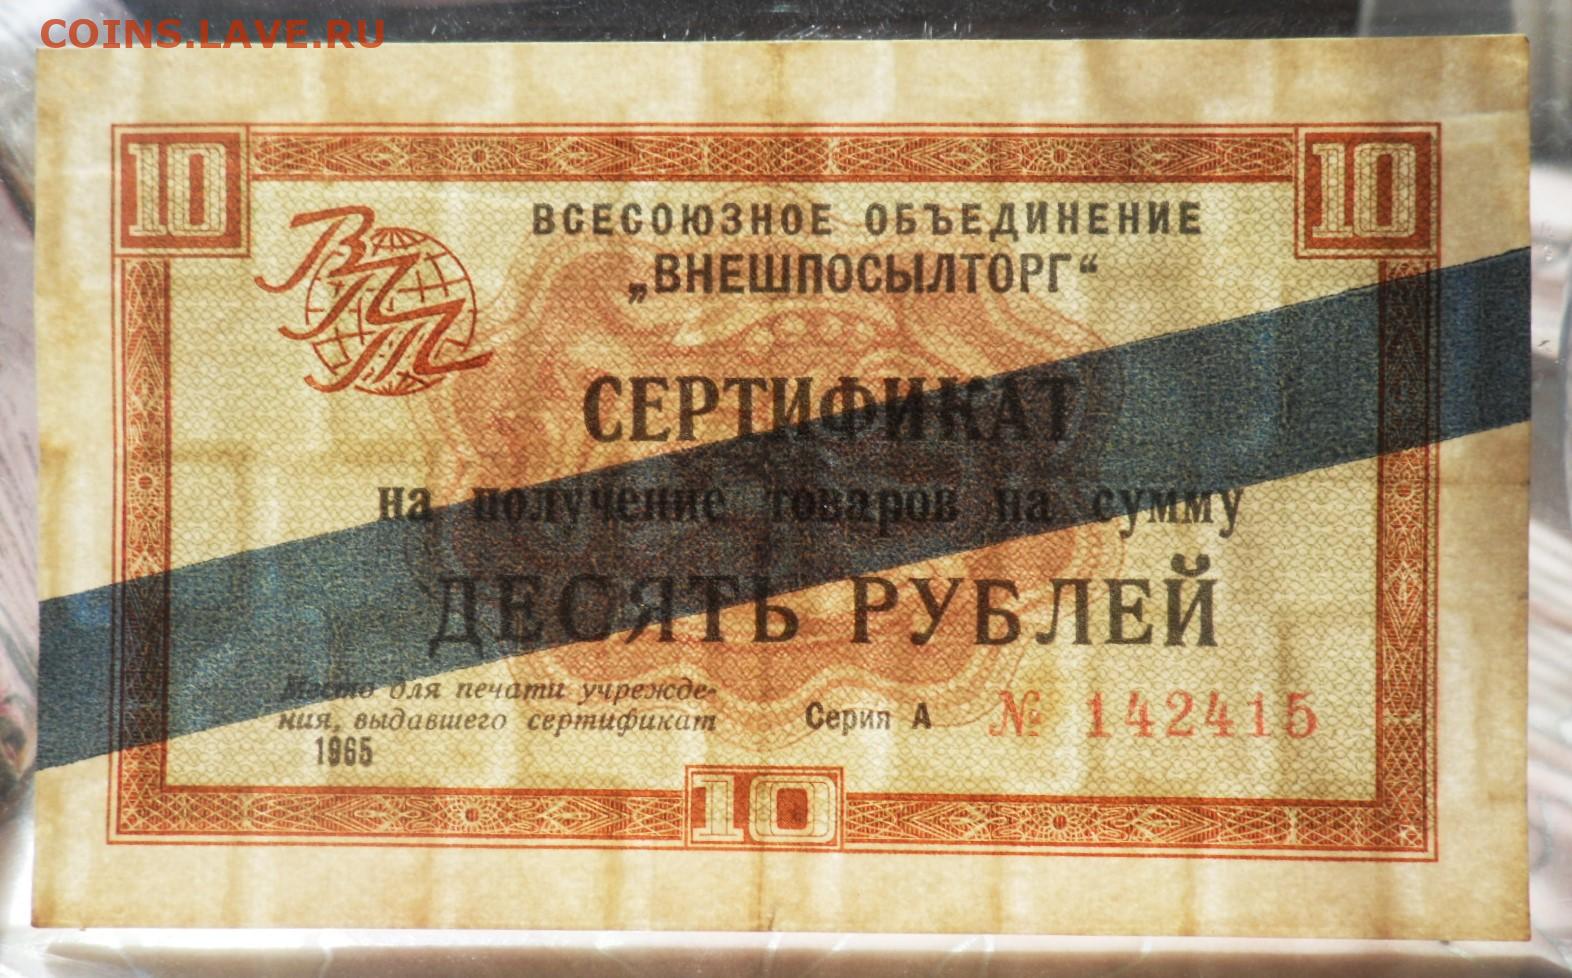 COINS.LAVE.RU
10
10
ВПТ
ВСЕСОЮЗНОЕ ОБЪЕДИНЕНИЕ
„ВНЕШПОСЫЛТОРГ“
СЕРТИФИКАТ
на получение товаров на сумму
ДЕСЯТЬ РУБЛЕЙ
Место для печати учрежде-
ния, выдавшего сертификат
1965
Серия А № 142415
10